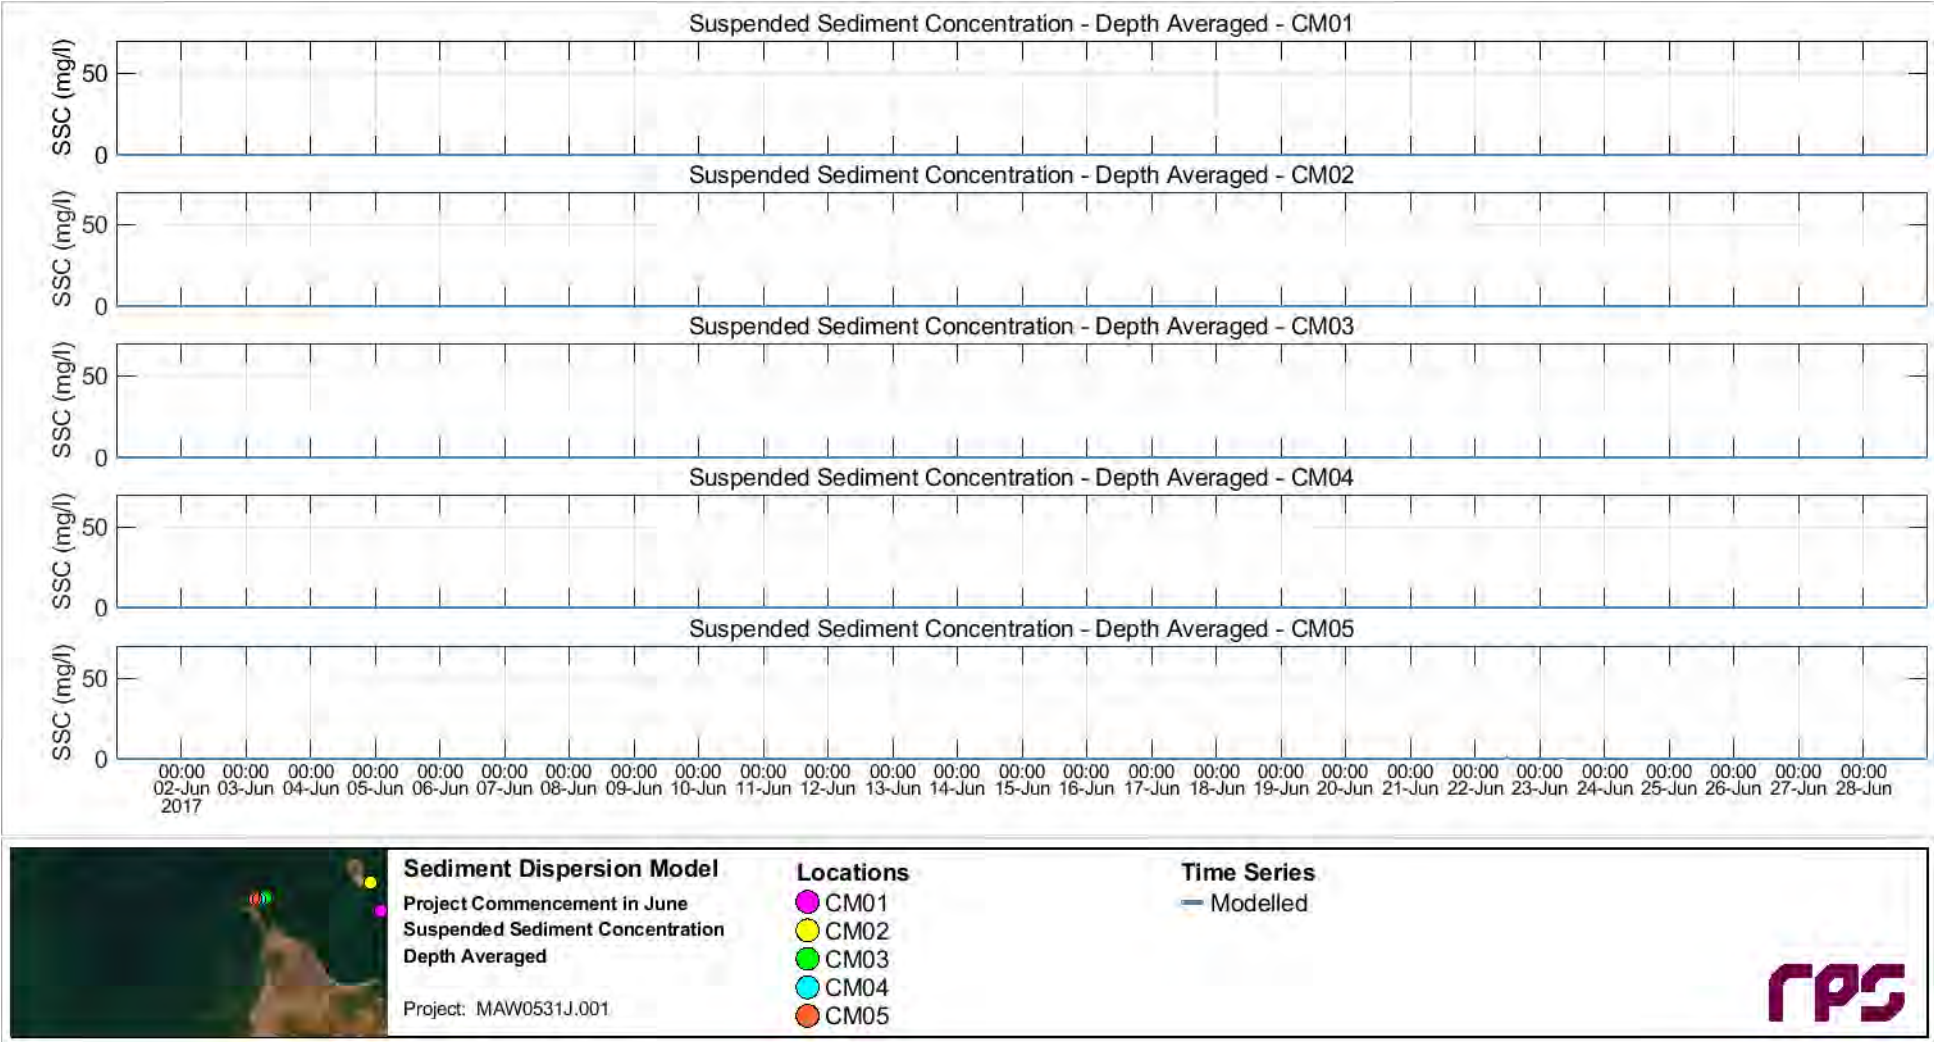 Suspended Sediment Concentration - Depth Averaged - CM01
SSC (mg/l)
50
0
Suspended Sediment Concentration - Depth Averaged - CM02
SSC (mg/l)
50
0
Suspended Sediment Concentration - Depth Averaged - CM03
SSC (mg/l)
50
0
Suspended Sediment Concentration - Depth Averaged - CM04
SSC (mg/l)
50
0
Suspended Sediment Concentration - Depth Averaged - CM05
SSC (mg/l)
50
0
00:00 00:00 00:00 00:00 00:00 00:00 00:00 00:00 00:00 00:00 00:00 00:00 00:00 00:00 00:00 00:00 00:00 00:00 00:00 00:00 00:00 00:00 00:00 00:00 00:00 00:00 00:00
02-Jun 03-Jun 04-Jun 05-Jun 06-Jun 07-Jun 08-Jun 09-Jun 10-Jun 11-Jun 12-Jun 13-Jun 14-Jun 15-Jun 16-Jun 17-Jun 18-Jun 19-Jun 20-Jun 21-Jun 22-Jun 23-Jun 24-Jun 25-Jun 26-Jun 27-Jun 28-Jun
2017
Sediment Dispersion Model
Project Commencement in June
Suspended Sediment Concentration
Depth Averaged
Project: MAW0531J.001
Locations
CM01
CM02
CM03
CM04
CM05
Time Series
Modelled
rps